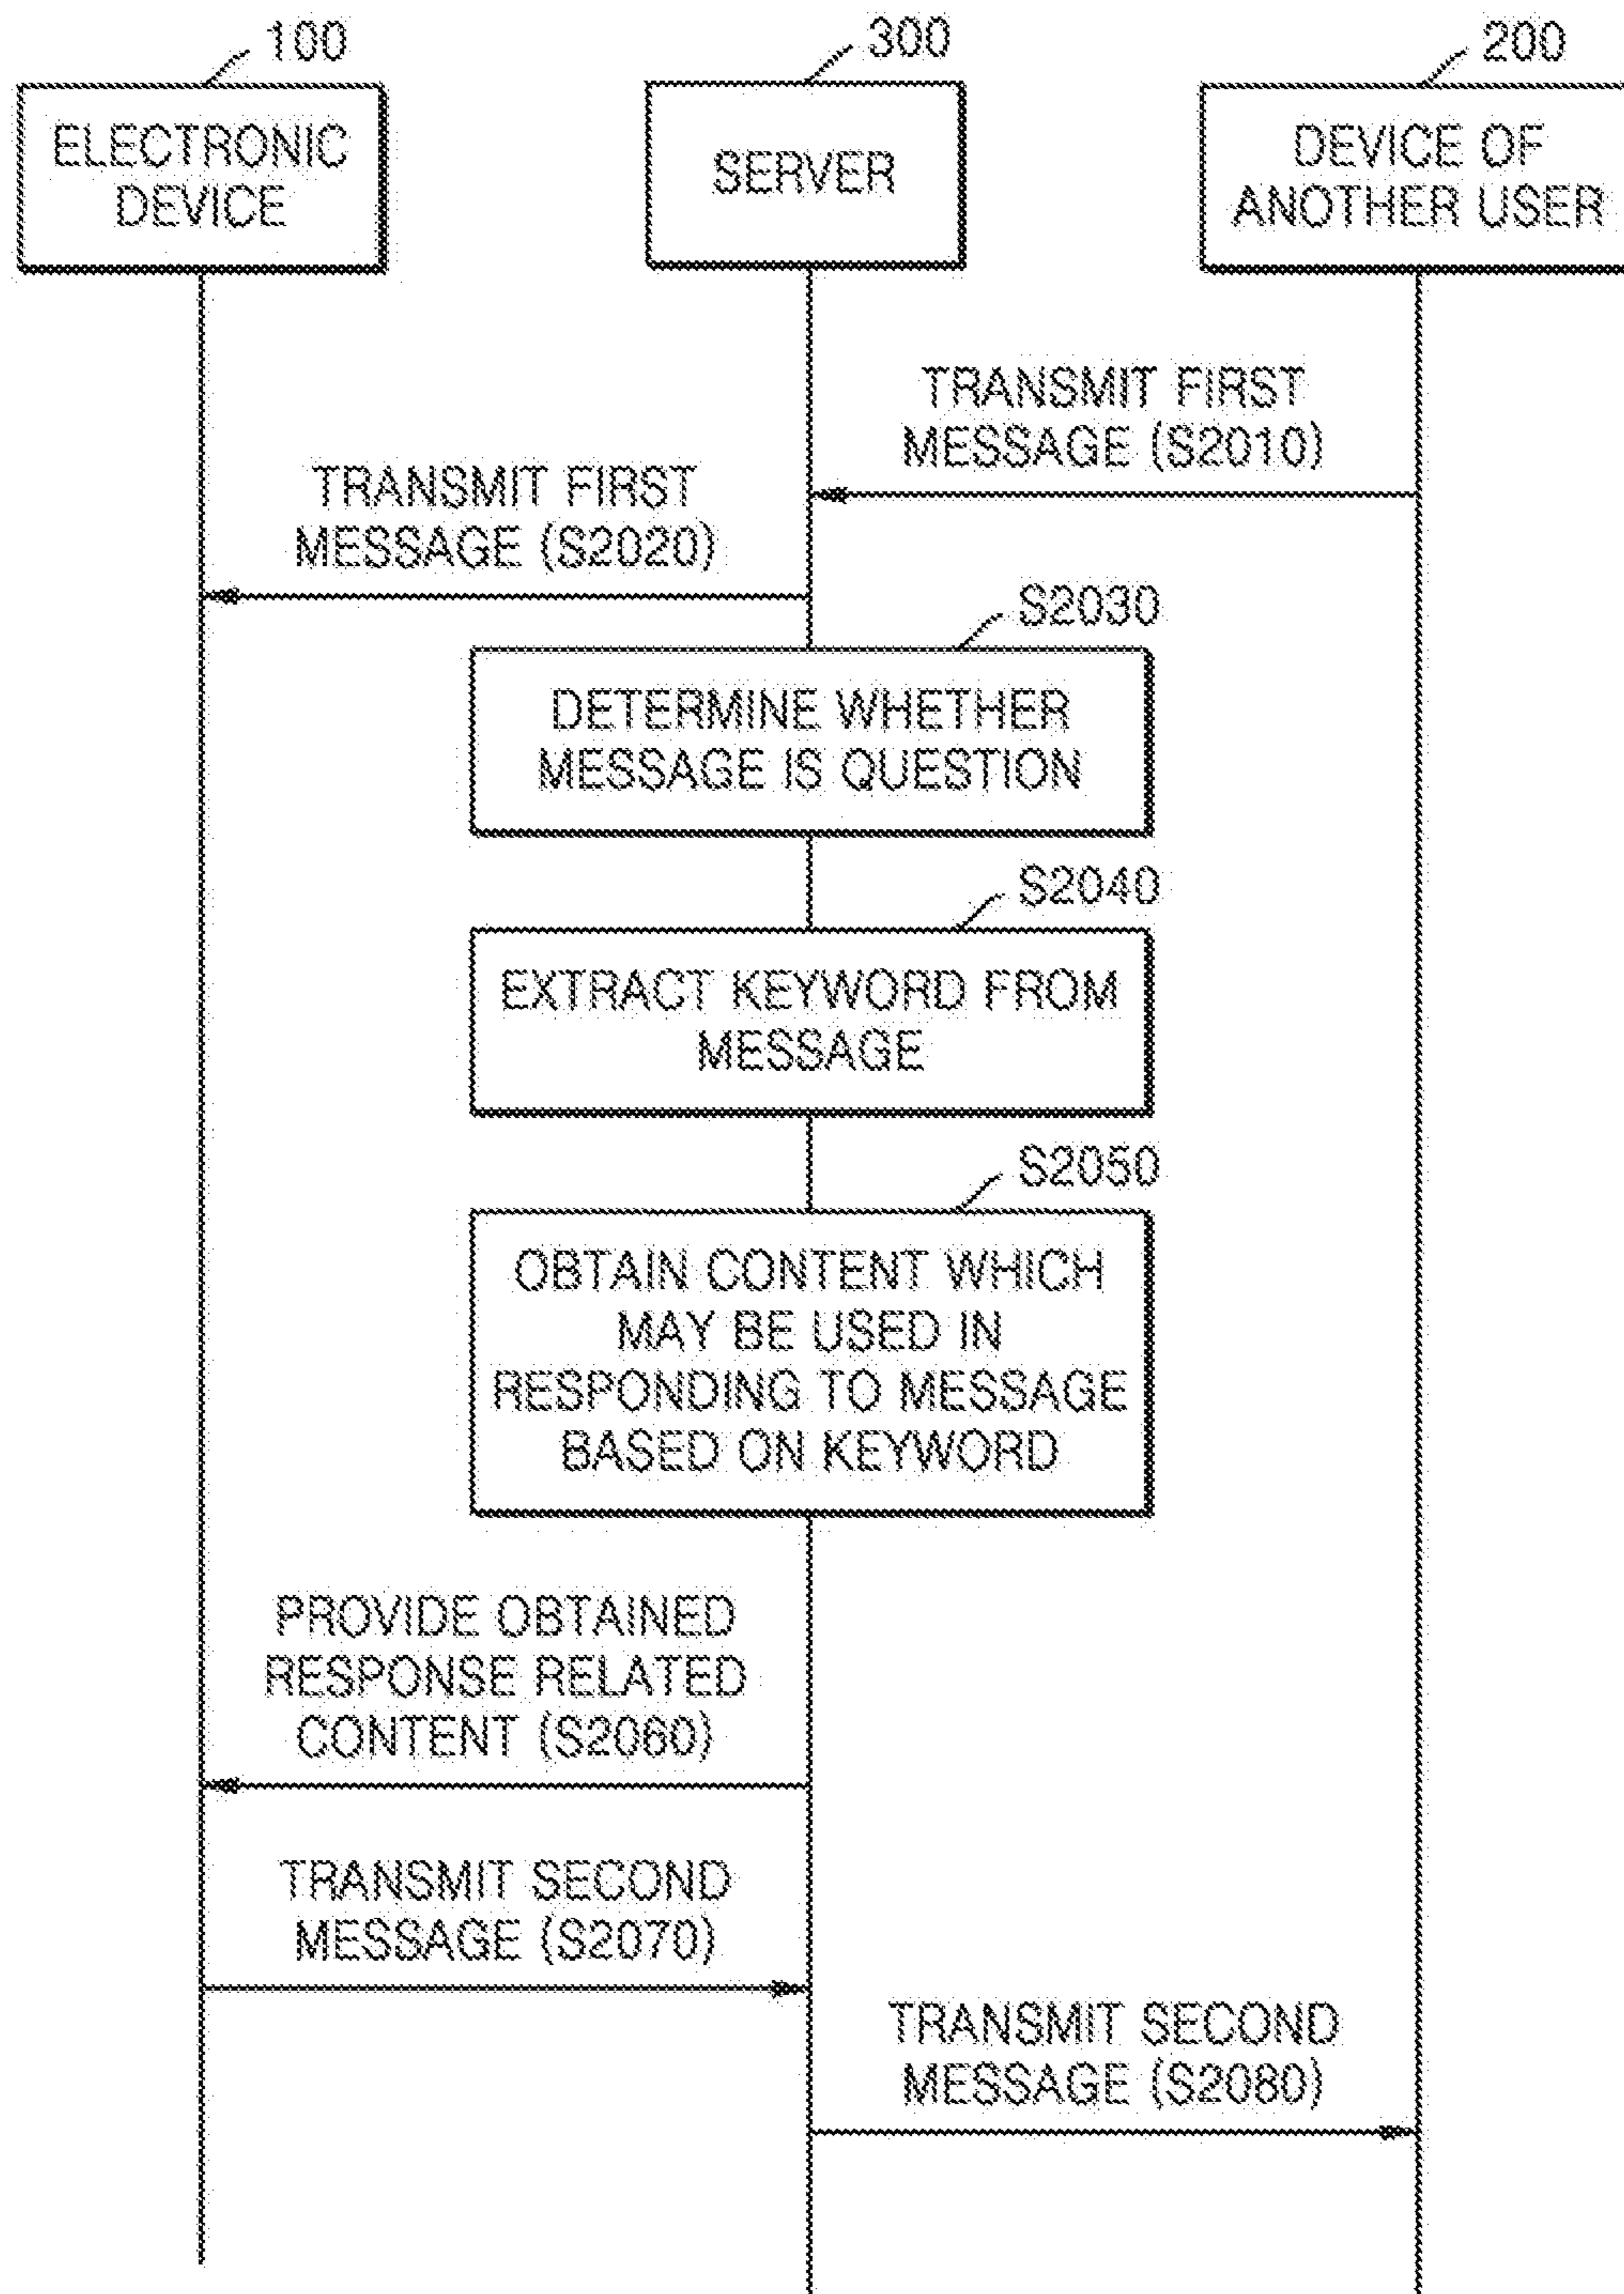 100
300
200
ELECTRONIC
DEVICE
SERVER
DEVICE OF
ANOTHER USER
TRANSMIT FIRST
MESSAGE (S2010)
TRANSMIT FIRST
MESSAGE (S2020)
S2030
DETERMINE WHETHER
MESSAGE IS QUESTION
S2040
EXTRACT KEYWORD FROM
MESSAGE
S2050
OBTAIN CONTENT WHICH
MAY BE USED IN
RESPONDING TO MESSAGE
BASED ON KEYWORD
PROVIDE OBTAINED
RESPONSE RELATED
CONTENT (S2060)
TRANSMIT SECOND
MESSAGE (S2070)
TRANSMIT SECOND
MESSAGE (S2080)